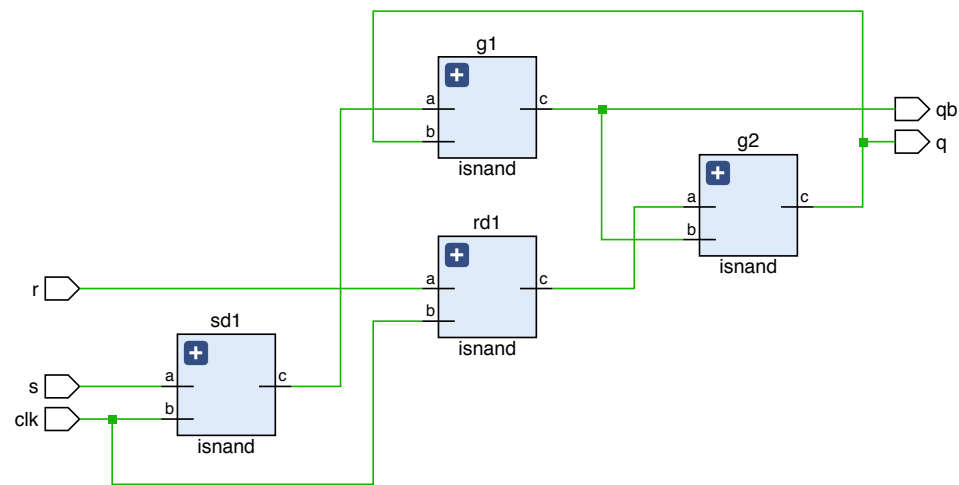 g1
a
c
b
isnand
qb
q
g2
a
c
b
isnand
rd1
r
a
c
b
isnand
sd1
s
a
c
clk
b
isnand